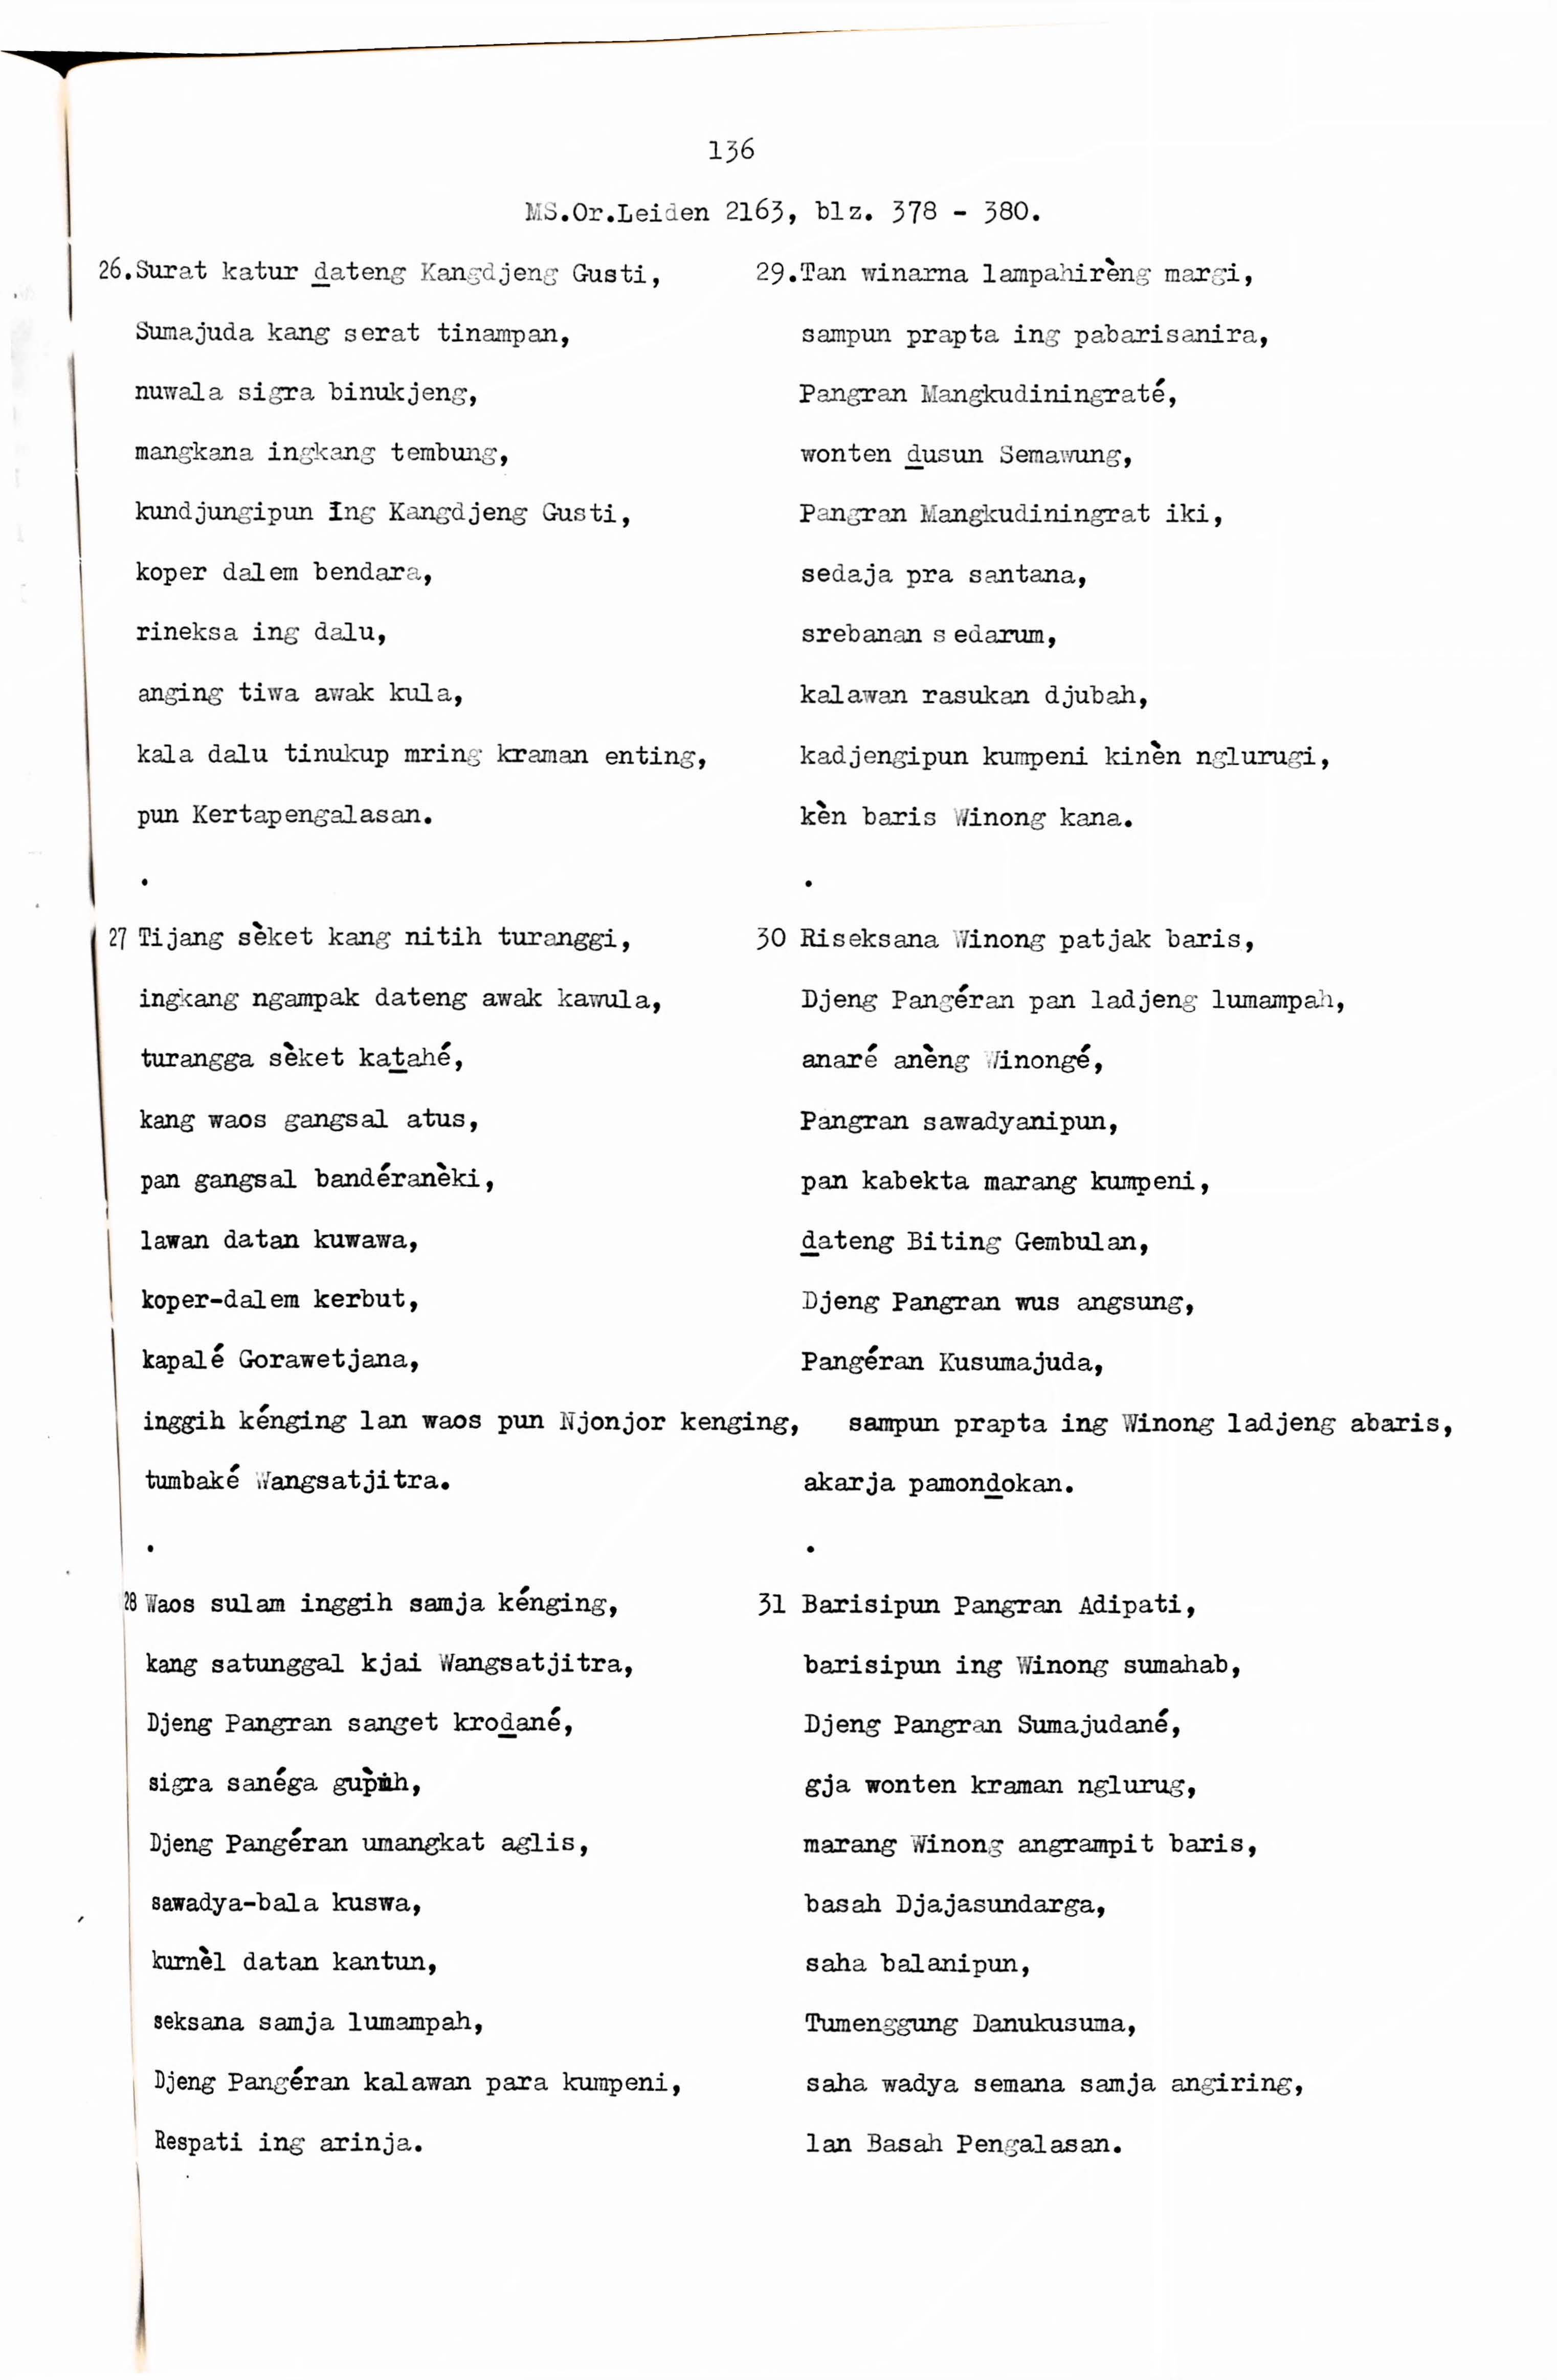 136
MS.Or.Leiden 2163, blz. 378 - 380.
26.Surat katur ḏateng Kangdjeng Gusti,
Sumajuda kang serat tinampan,
nuwala sigra binukjeng,
mangkana ingkang tembung,
kundjungipun Ing Kangdjeng Gusti,
koper dalem bendara,
rineksa ing dalu,
anging tiwa awak kula,
kala dalu tinukup mring kraman enting,
pun Kertapengalasan.
.
27 Tijang sèket kang nitih turanggi,
ingkang ngampak dateng awak kawula,
turangga sèket kaṯahé,
kang waos gangsal atus,
pan gangsal bandéranèki,
lawan datan kuwawa,
koper-dalem kerbut,
kapalé Gorawetjana,
inggih kénging lan waos pun Njonjor kenging,
tumbaké Wangsatjitra.
.
28 Waos sulam inggih samja kénging,
kang satunggal kjai Wangsatjitra,
Djeng Pangran sanget kroḏané,
sigra sanéga
Djeng Pangéran umangkat aglis,
sawadya-bala kuswa,
kurnèl datan kantun,
seksana samja lumampah,
Djeng Pangéran kalawan para kumpeni,
Respati ing arinja.
29.Tan winarna lampahirèng margi,
sampun prapta ing pabarisanira,
Pangran Mangkudiningraté,
wonten ḏusun Semawung,
Pangran Mangkudiningrat iki,
sedaja pra santana,
srebanan s edarum,
kalawan rasukan djubah,
kadjengipun kumpeni kinèn nglurugi,
kèn baris Winong kana.
.
30 Riseksana Winong patjak baris,
Djeng Pangéran pan ladjeng lumampah,
anaré anèng Winongé,
Pangran sawadyanipun,
pan kabekta marang kumpeni,
ḏateng Biting Gembulan,
Djeng Pangran wus angsung,
Pangéran Kusumajuda,
sampun prapta ing Winong ladjeng abaris,
akarja pamonḏokan.
.
31 Barisipun Pangran Adipati,
barisipun ing Winong sumahab,
Djeng Pangran Sumajudané,
gja wonten kraman nglurug,
marang Winong angrampit baris,
basah Djajasundarga,
saha balanipun,
Tumenggung Danukusuma,
saha wadya semana samja angiring,
lan Basah Pengalasan.